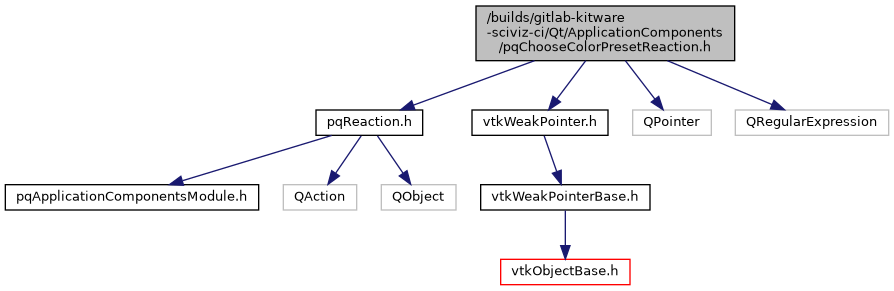 /builds/gitlab-kitware
-sciviz-ci/Qt/ApplicationComponents
/pqChooseColorPresetReaction.h
pqReaction.h
vtkWeakPointer.h
QPointer
QRegularExpression
pqApplicationComponentsModule.h
QAction
QObject
vtkWeakPointerBase.h
vtkObjectBase.h